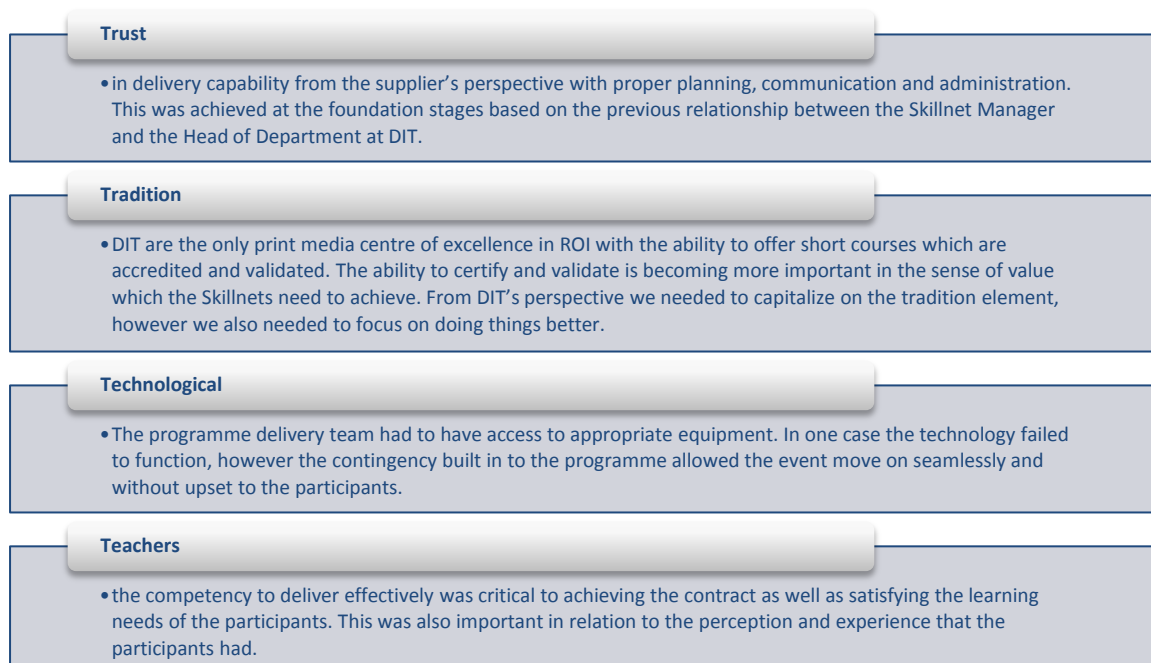 Trust
• in delivery capability from the supplier's perspective with proper planning, communication and administration.
This was achieved at the foundation stages based on the previous relationship between the Skillnet Manager
and the Head of Department at DIT.
Tradition
• DIT are the only print media centre of excellence in ROI with the ability to offer short courses which are
accredited and validated. The ability to certify and validate is becoming more important in the sense of value
which the Skillnets need to achieve. From DIT's perspective we needed to capitalize on the tradition element,
however we also needed to focus on doing things better.
Technological
• The programme delivery team had to have access to appropriate equipment. In one case the technology failed
to function, however the contingency built in to the programme allowed the event move on seamlessly and
without upset to the participants.
Teachers
• the competency to deliver effectively was critical to achieving the contract as well as satisfying the learning
needs of the participants. This was also important in relation to the perception and experience that the
participants had.